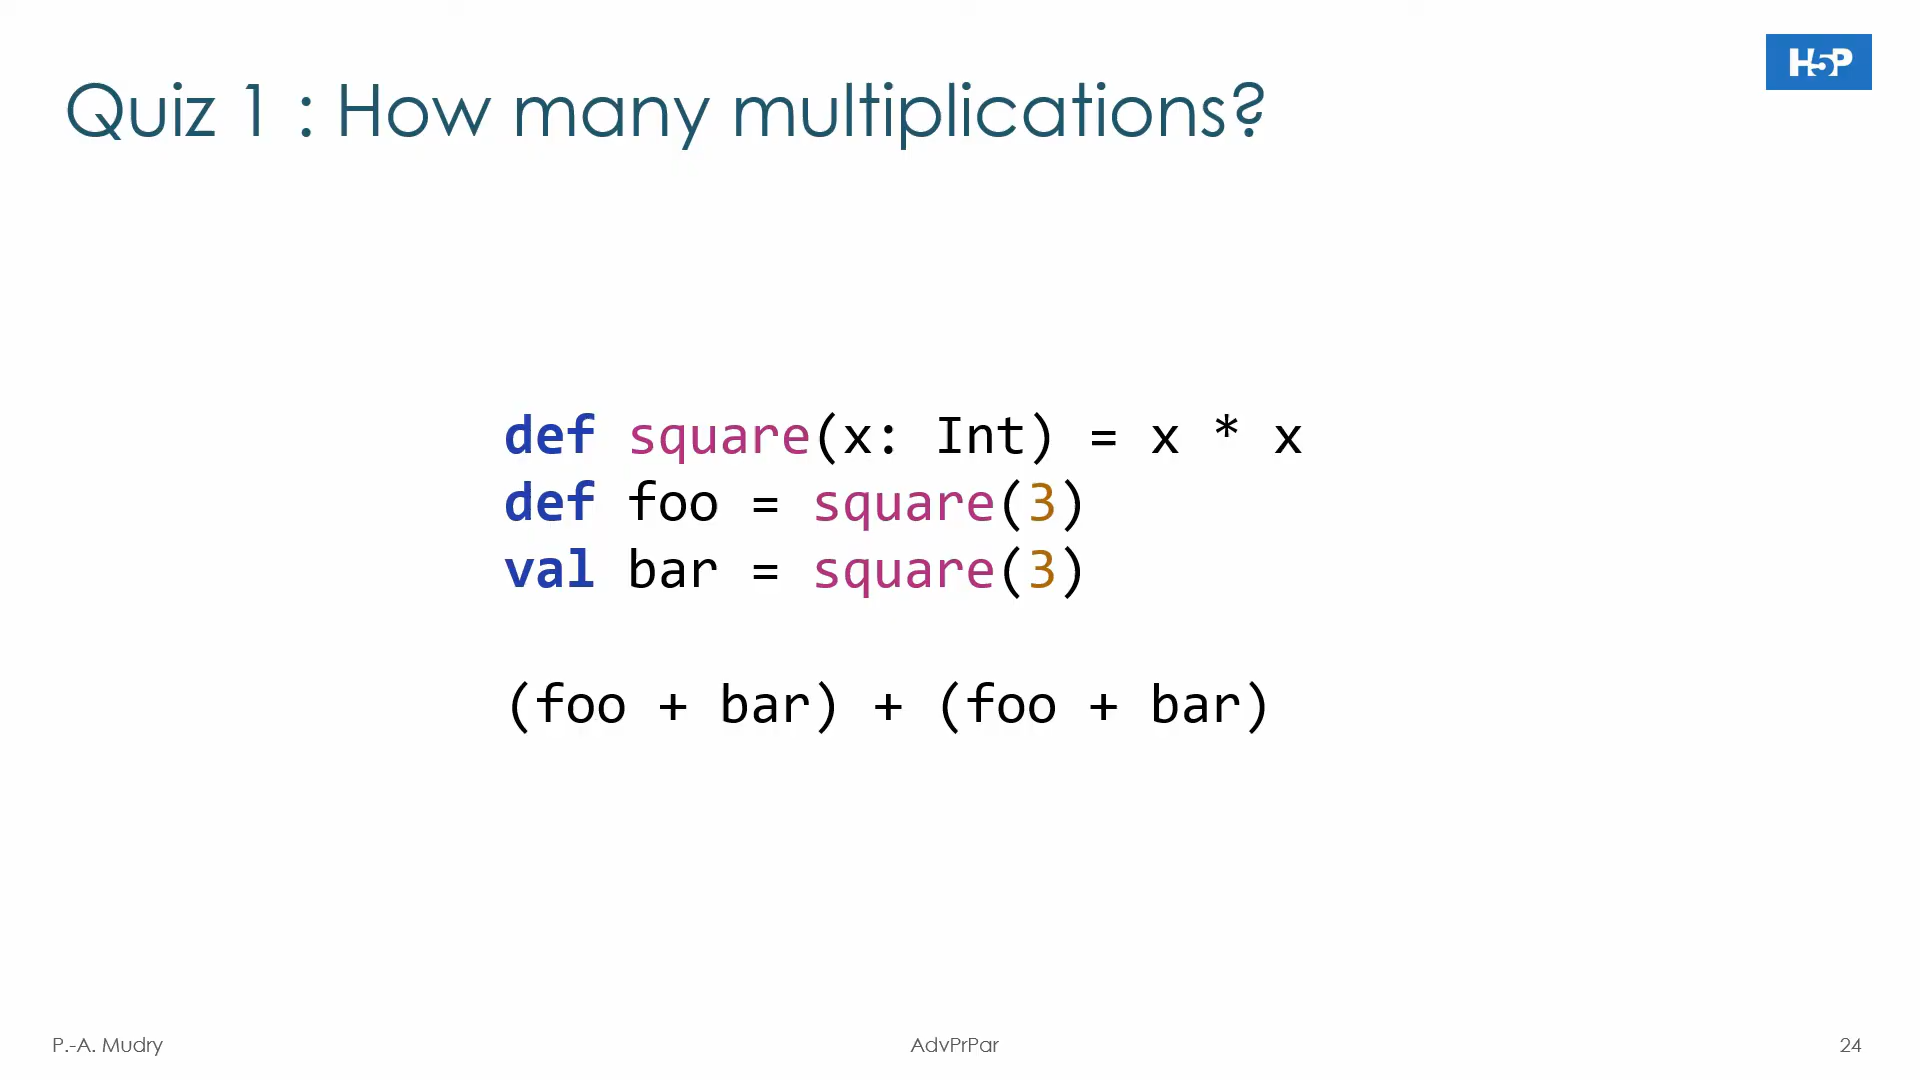 H5P
Quiz 1 : How many multiplications?
def square(x: Int) = x * x
def foo = square(3)
val bar = square(3)
(foo + bar) + (foo + bar)
P.-A. Mudry
AdvPrPar
24